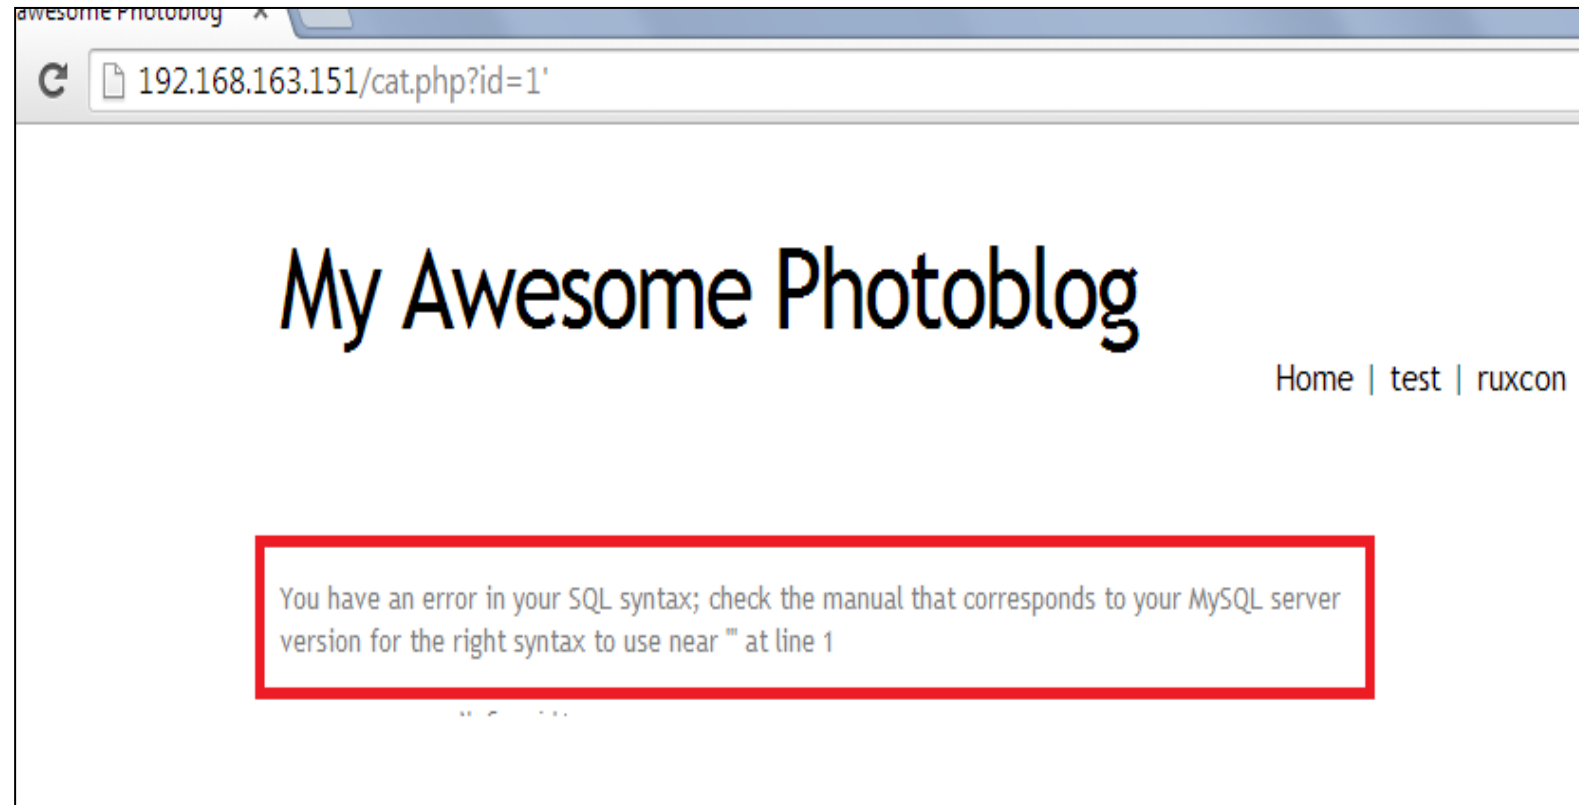 awesome Photoblog ×
192.168.163.151/cat.php?id=1'
My Awesome Photoblog
Home | test | ruxcon
You have an error in your SQL syntax; check the manual that corresponds to your MySQL server
version for the right syntax to use near ''' at line 1